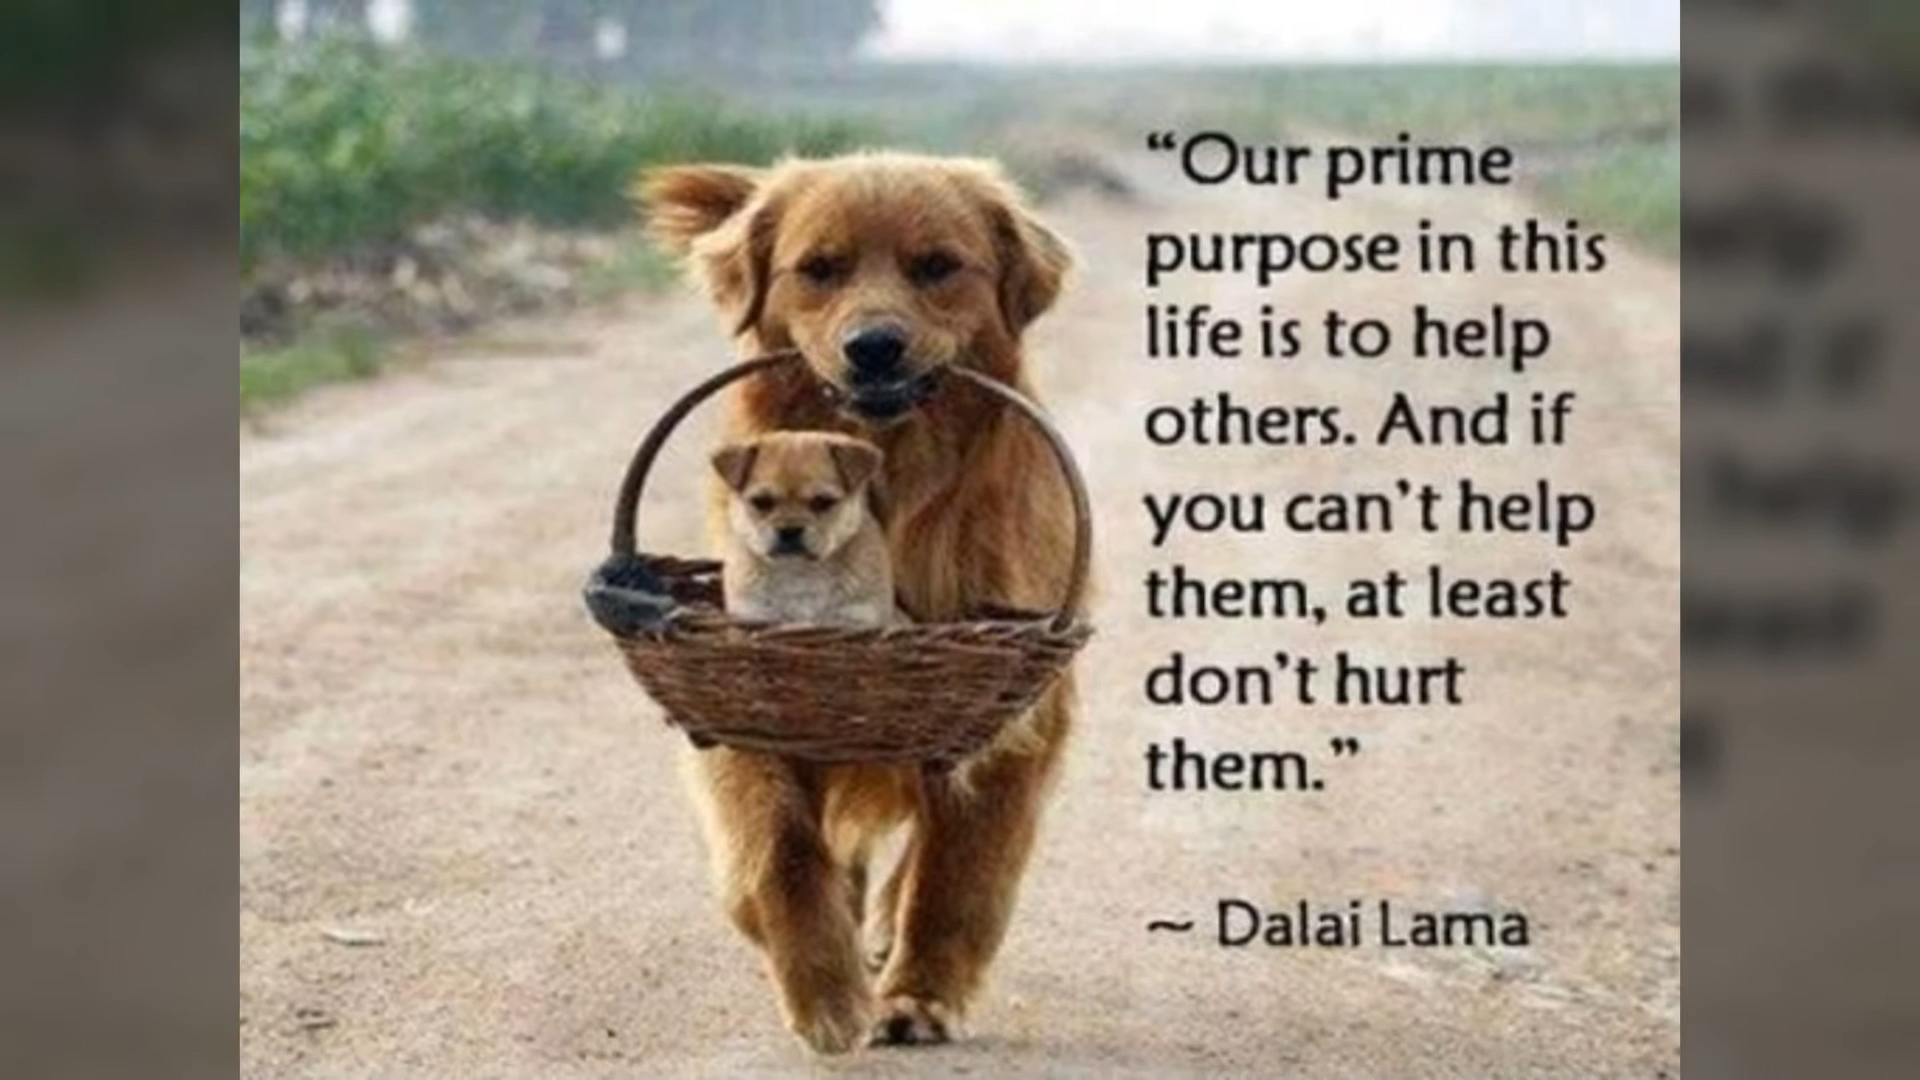 “Our prime
purpose in this
life is to help
others. And if
you can’t help
them, at least
don’t hurt
them.”
~ Dalai Lama